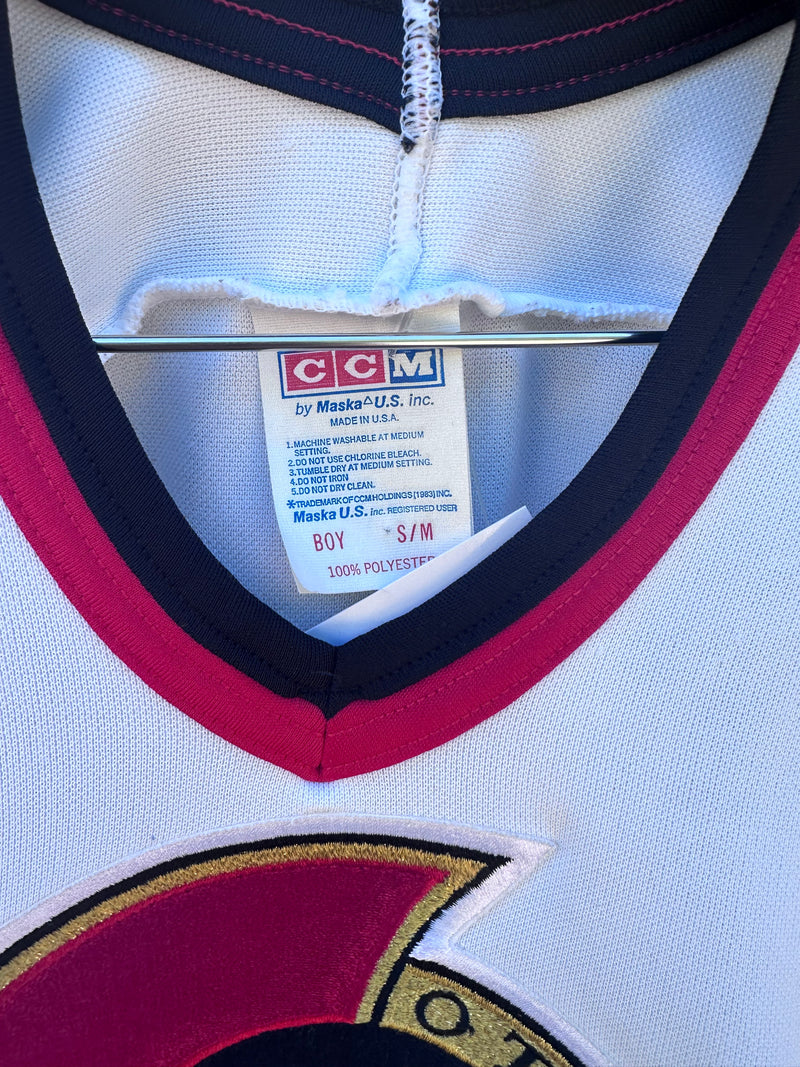 CCM
by Maska△U.S. inc.
MADE IN U.S.A.
1.MACHINE WASHABLE AT MEDIUM
SETTING.
2.DO NOT USE CHLORINE BLEACH.
3.TUMBLE DRY AT MEDIUM SETTING.
4.DO NOT IRON
5.DO NOT DRY CLEAN.
*TRADEMARK OF CCM HOLDINGS [1983] INC.
Maska U.S. inc. REGISTERED USER
BOY S/M
100% POLYESTER
OT